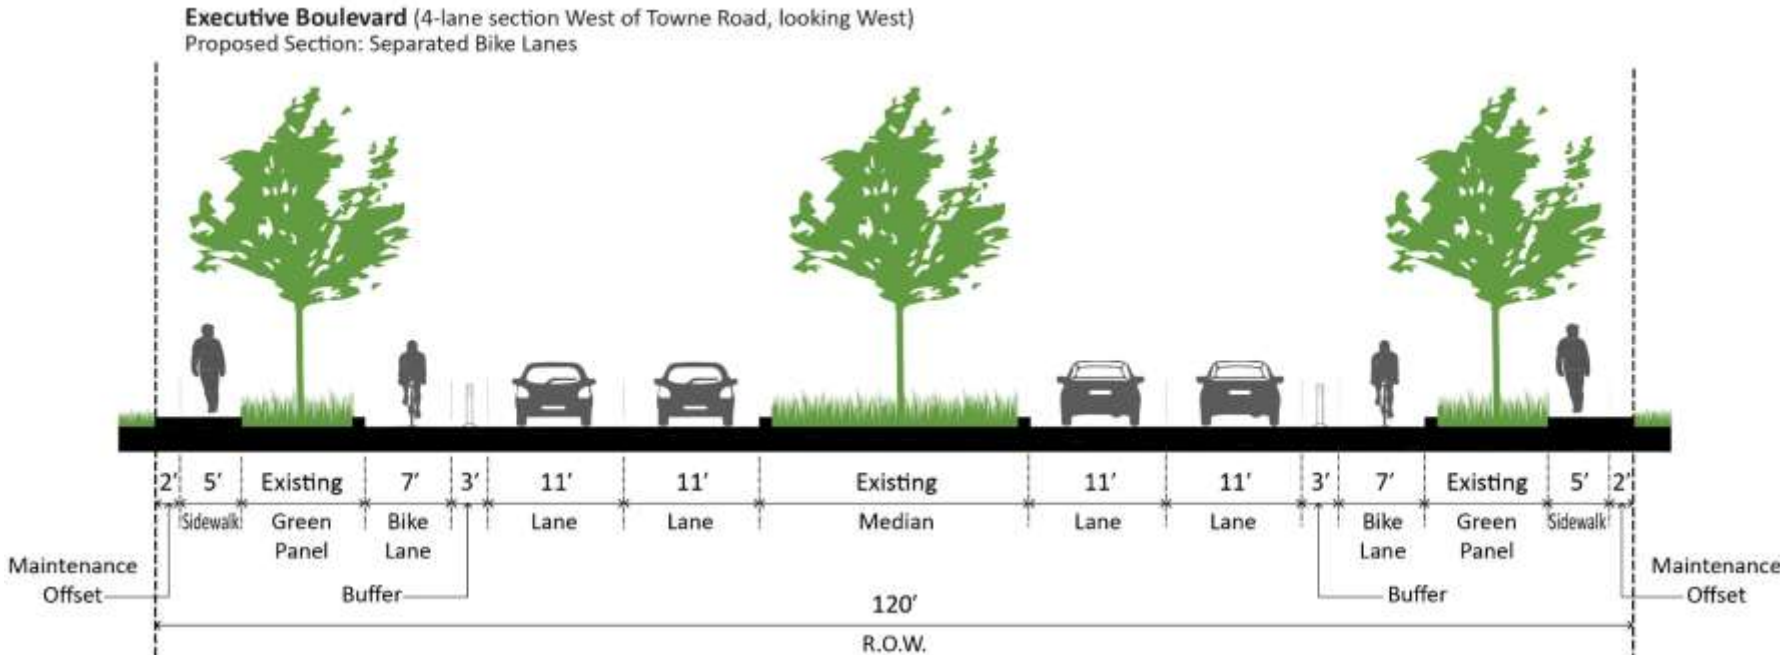 Executive Boulevard (4-lane section West of Towne Road, looking West)
Proposed Section: Separated Bike Lanes
2’ 5’ Existing 7’ 3’ 11’ 11’ Existing 11’ 11’ 3’ 7’ Existing 5’ 2’
Sidewalk Green Bike Lane Lane Median Lane Lane Bike Green Sidewalk
Panel Lane Lane Panel
Maintenance Maintenance
Offset Buffer Buffer Offset
120’
R.O.W.